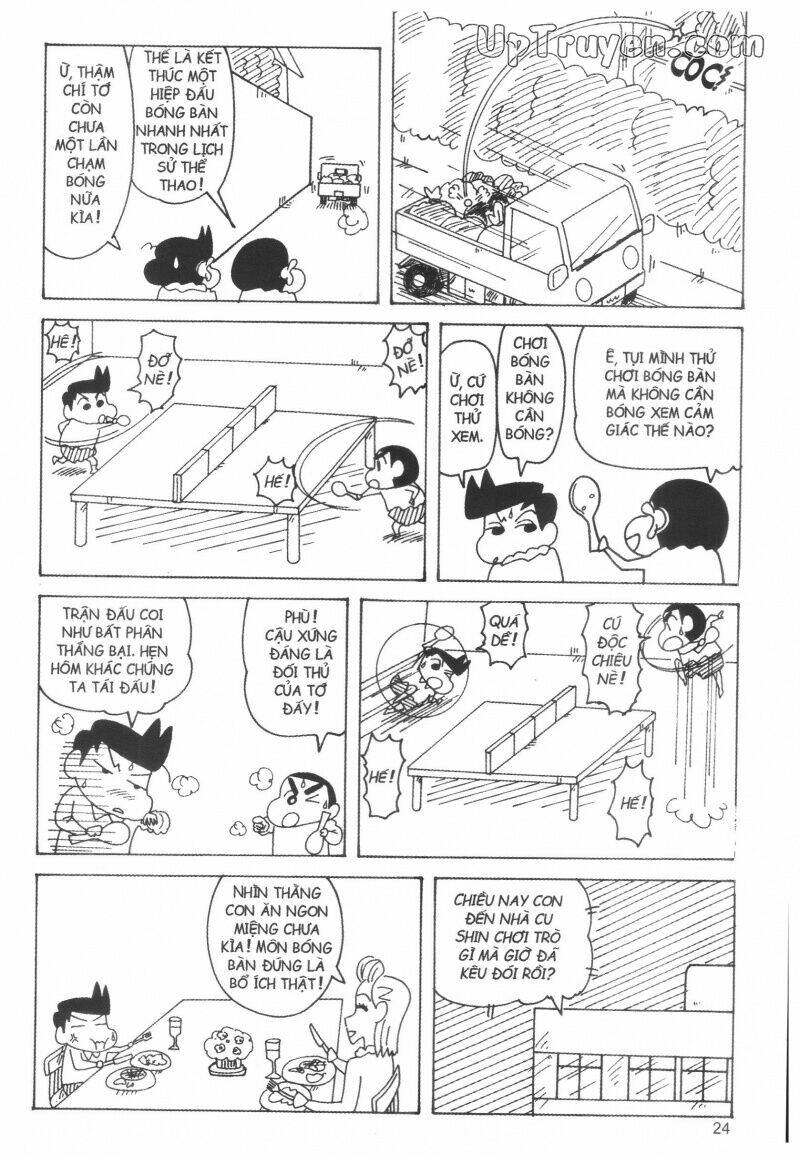 UpTruyen.com
CỐC!
THẾ LÀ KẾT
THÚC MỘT
HIỆP ĐẤU
BÓNG BÀN
NHANH NHẤT
TRONG LỊCH
SỬ THỂ
THAO!
Ừ, THẬM
CHÍ TỚ
CÒN
CHƯA
MỘT LẦN
CHẠM
BÓNG
NỮA
KÌA!
Ê, TỤI MÌNH THỬ
CHƠI BÓNG BÀN
MÀ KHÔNG CẦN
BÓNG XEM CẢM
GIÁC THẾ NÀO?
CHƠI
BÓNG
BÀN
KHÔNG
CẦN
BÓNG?
Ừ, CỨ
CHƠI
THỬ
XEM.
ĐỠ
NÈ!
HẾ!
ĐỠ
NÈ!
HÊ!
CÚ
ĐỘC
CHIÊU
NÈ!
HẾ!
QUÁ
DỄ!
HẾ!
PHÙ!
CẬU XỨNG
ĐÁNG LÀ
ĐỐI THỦ
CỦA TỚ
ĐẤY!
TRẬN ĐẤU COI
NHƯ BẤT PHÂN
THẮNG BẠI. HẸN
HÔM KHÁC CHÚNG
TA TÁI ĐẤU!
CHIỀU NAY CON
ĐẾN NHÀ CU
SHIN CHƠI TRÒ
GÌ MÀ GIỜ ĐÃ
KÊU ĐÓI RỒI?
NHÌN THẰNG
CON ĂN NGON
MIỆNG CHƯA
KÌA! MÔN BÓNG
BÀN ĐÚNG LÀ
BỔ ÍCH THẬT!
24